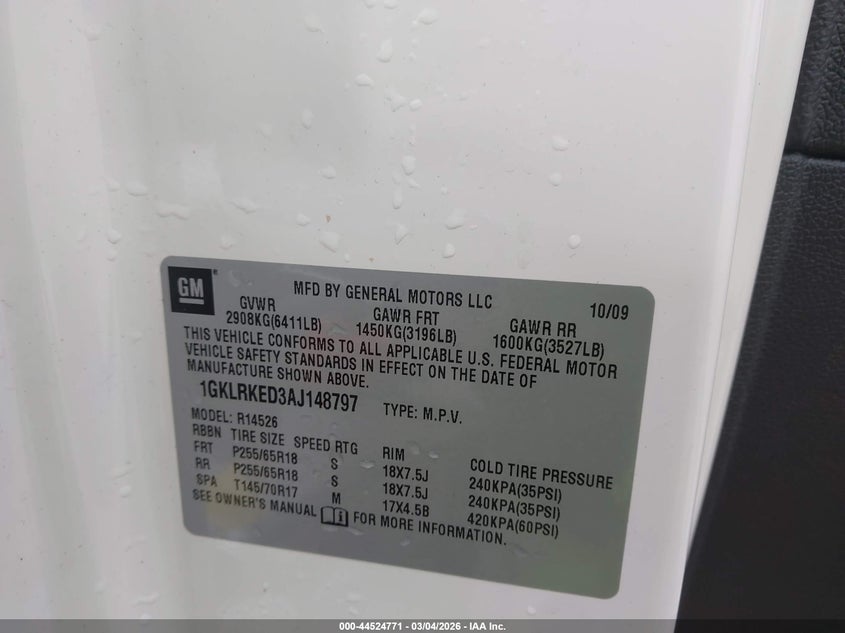 GM
MFD BY GENERAL MOTORS LLC 10/09
GVWR GAWR FRT GAWR RR
2908KG(6411LB) 1450KG(3196LB) 1600KG(3527LB)
THIS VEHICLE CONFORMS TO ALL APPLICABLE U.S. FEDERAL MOTOR
VEHICLE SAFETY STANDARDS IN EFFECT ON THE DATE OF
MANUFACTURE SHOWN ABOVE.
1GKLRKED3AJ148797 TYPE: M.P.V.
MODEL: R14526
RBBN TIRE SIZE SPEED RTG RIM COLD TIRE PRESSURE
FRT P255/65R18 S 18X7.5J 240KPA(35PSI)
RR P255/65R18 S 18X7.5J 240KPA(35PSI)
SPA T145/70R17 M 17X4.5B 420KPA(60PSI)
SEE OWNER'S MANUAL FOR MORE INFORMATION.
000-44524771 - 03/04/2026 - IAA Inc.